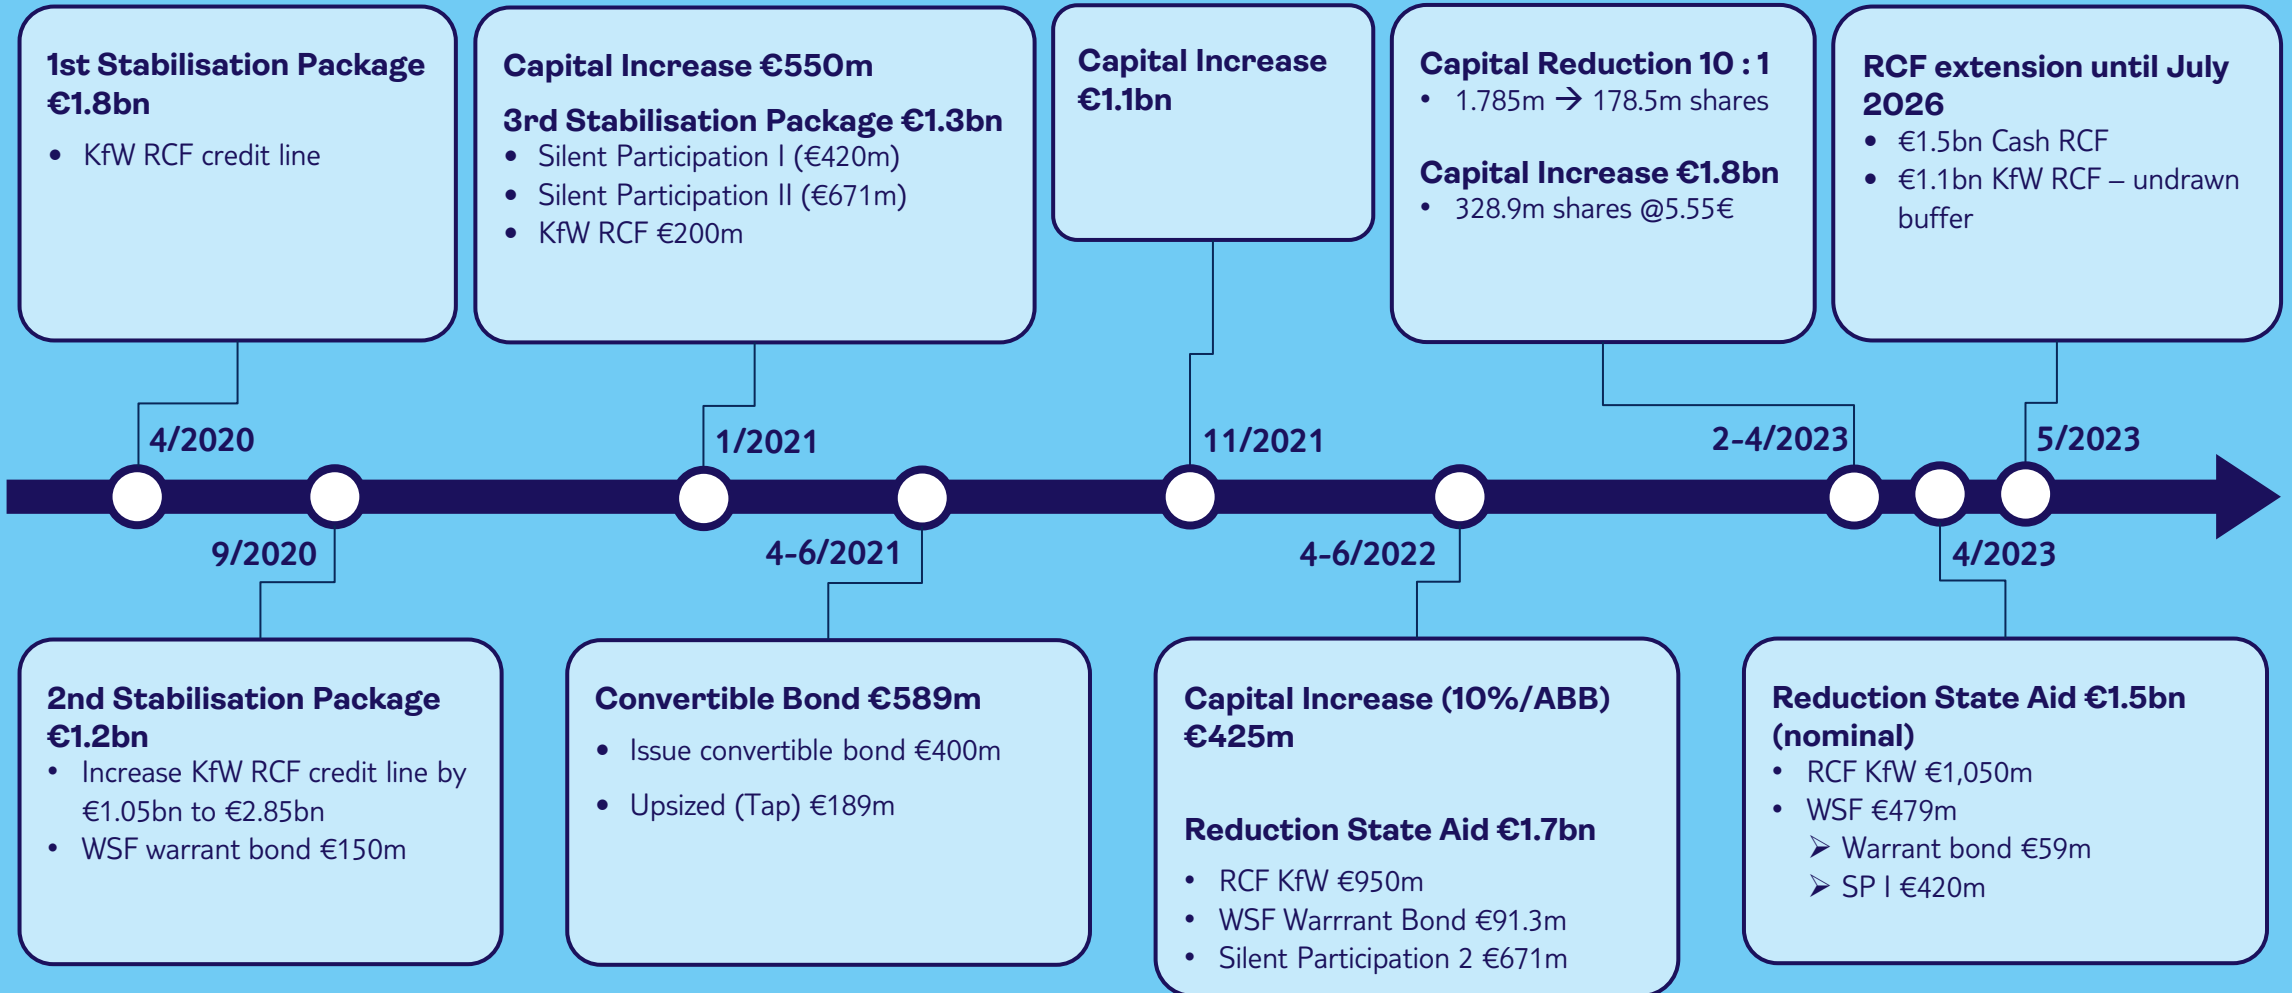 1st Stabilisation Package
€1.8bn
• KfW RCF credit line
Capital Increase €550m
3rd Stabilisation Package €1.3bn
• Silent Participation I (€420m)
• Silent Participation II (€671m)
• KfW RCF €200m
Capital Increase
€1.1bn
Capital Reduction 10 : 1
• 1.785m → 178.5m shares
Capital Increase €1.8bn
• 328.9m shares @5.55€
RCF extension until July
2026
• €1.5bn Cash RCF
• €1.1bn KfW RCF – undrawn
buffer
4/2020
1/2021
11/2021
2-4/2023
5/2023
9/2020
4-6/2021
4-6/2022
4/2023
2nd Stabilisation Package
€1.2bn
• Increase KfW RCF credit line by
€1.05bn to €2.85bn
• WSF warrant bond €150m
Convertible Bond €589m
• Issue convertible bond €400m
• Upsized (Tap) €189m
Capital Increase (10%/ABB)
€425m
Reduction State Aid €1.7bn
• RCF KfW €950m
• WSF Warrrant Bond €91.3m
• Silent Participation 2 €671m
Reduction State Aid €1.5bn
(nominal)
• RCF KfW €1,050m
• WSF €479m
➢ Warrant bond €59m
➢ SP I €420m